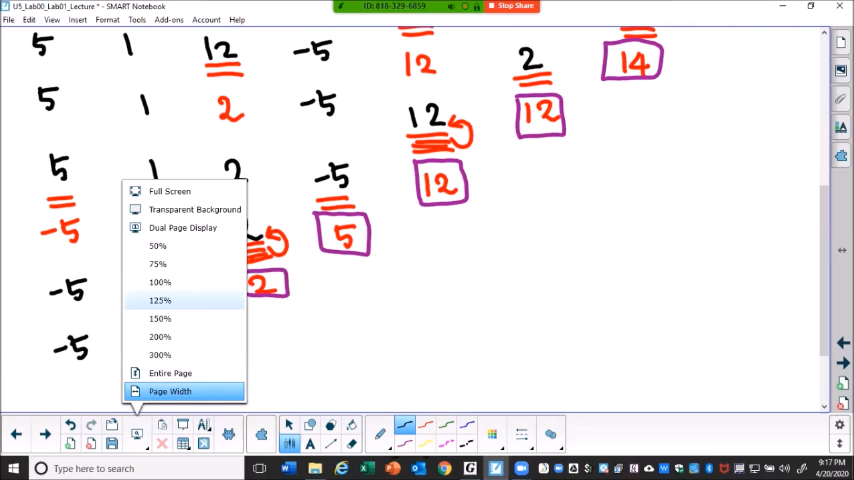 U5_Lab00_Lab01_Lecture * - SMART Notebook
ID: 818-329-6859 Stop Share
File Edit View Insert Format Tools Add-ons Account Help
5 1 12 -5
12 2 14
5 1 2 -5 12 12
5 1 2 -5 12
-5 5
2
-5
-5
Full Screen
Transparent Background
Dual Page Display
50%
75%
100%
125%
150%
200%
300%
Entire Page
Page Width
Type here to search
9:17 PM
4/20/2020